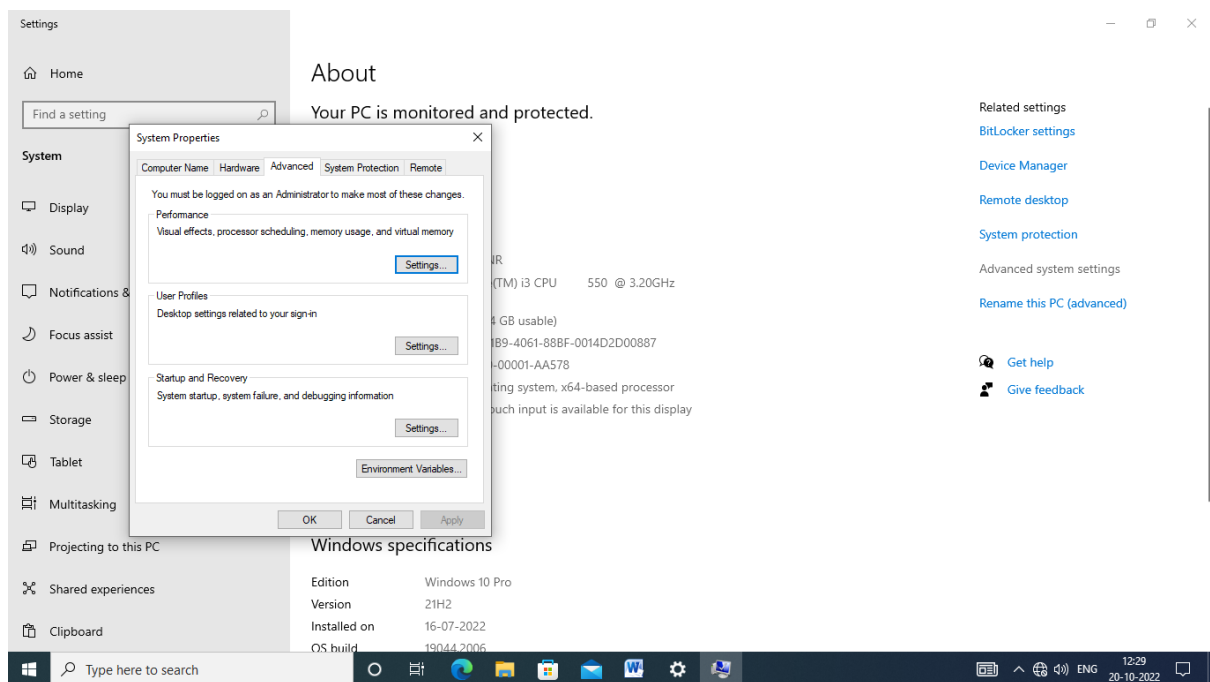 Settings
Home
Find a setting
System
Display
Sound
Notifications &
Focus assist
Power & sleep
Storage
Tablet
Multitasking
Projecting to this PC
Shared experiences
Clipboard
About
Your PC is monitored and protected.
System Properties
Computer Name Hardware Advanced System Protection Remote
You must be logged on as an Administrator to make most of these changes.
Performance
Visual effects, processor scheduling, memory usage, and virtual memory
Settings...
User Profiles
Desktop settings related to your sign-in
Settings...
Startup and Recovery
System startup, system failure, and debugging information
Settings...
Environment Variables...
OK Cancel Apply
(TM) i3 CPU 550 @ 3.20GHz
4 GB usable)
1B9-4061-88BF-0014D2D00887
-00001-AA578
ting system, x64-based processor
ouch input is available for this display
Windows specifications
Edition Windows 10 Pro
Version 21H2
Installed on 16-07-2022
OS build 19044.2006
Related settings
BitLocker settings
Device Manager
Remote desktop
System protection
Advanced system settings
Rename this PC (advanced)
Get help
Give feedback
Type here to search
W
ENG
12:29
20-10-2022